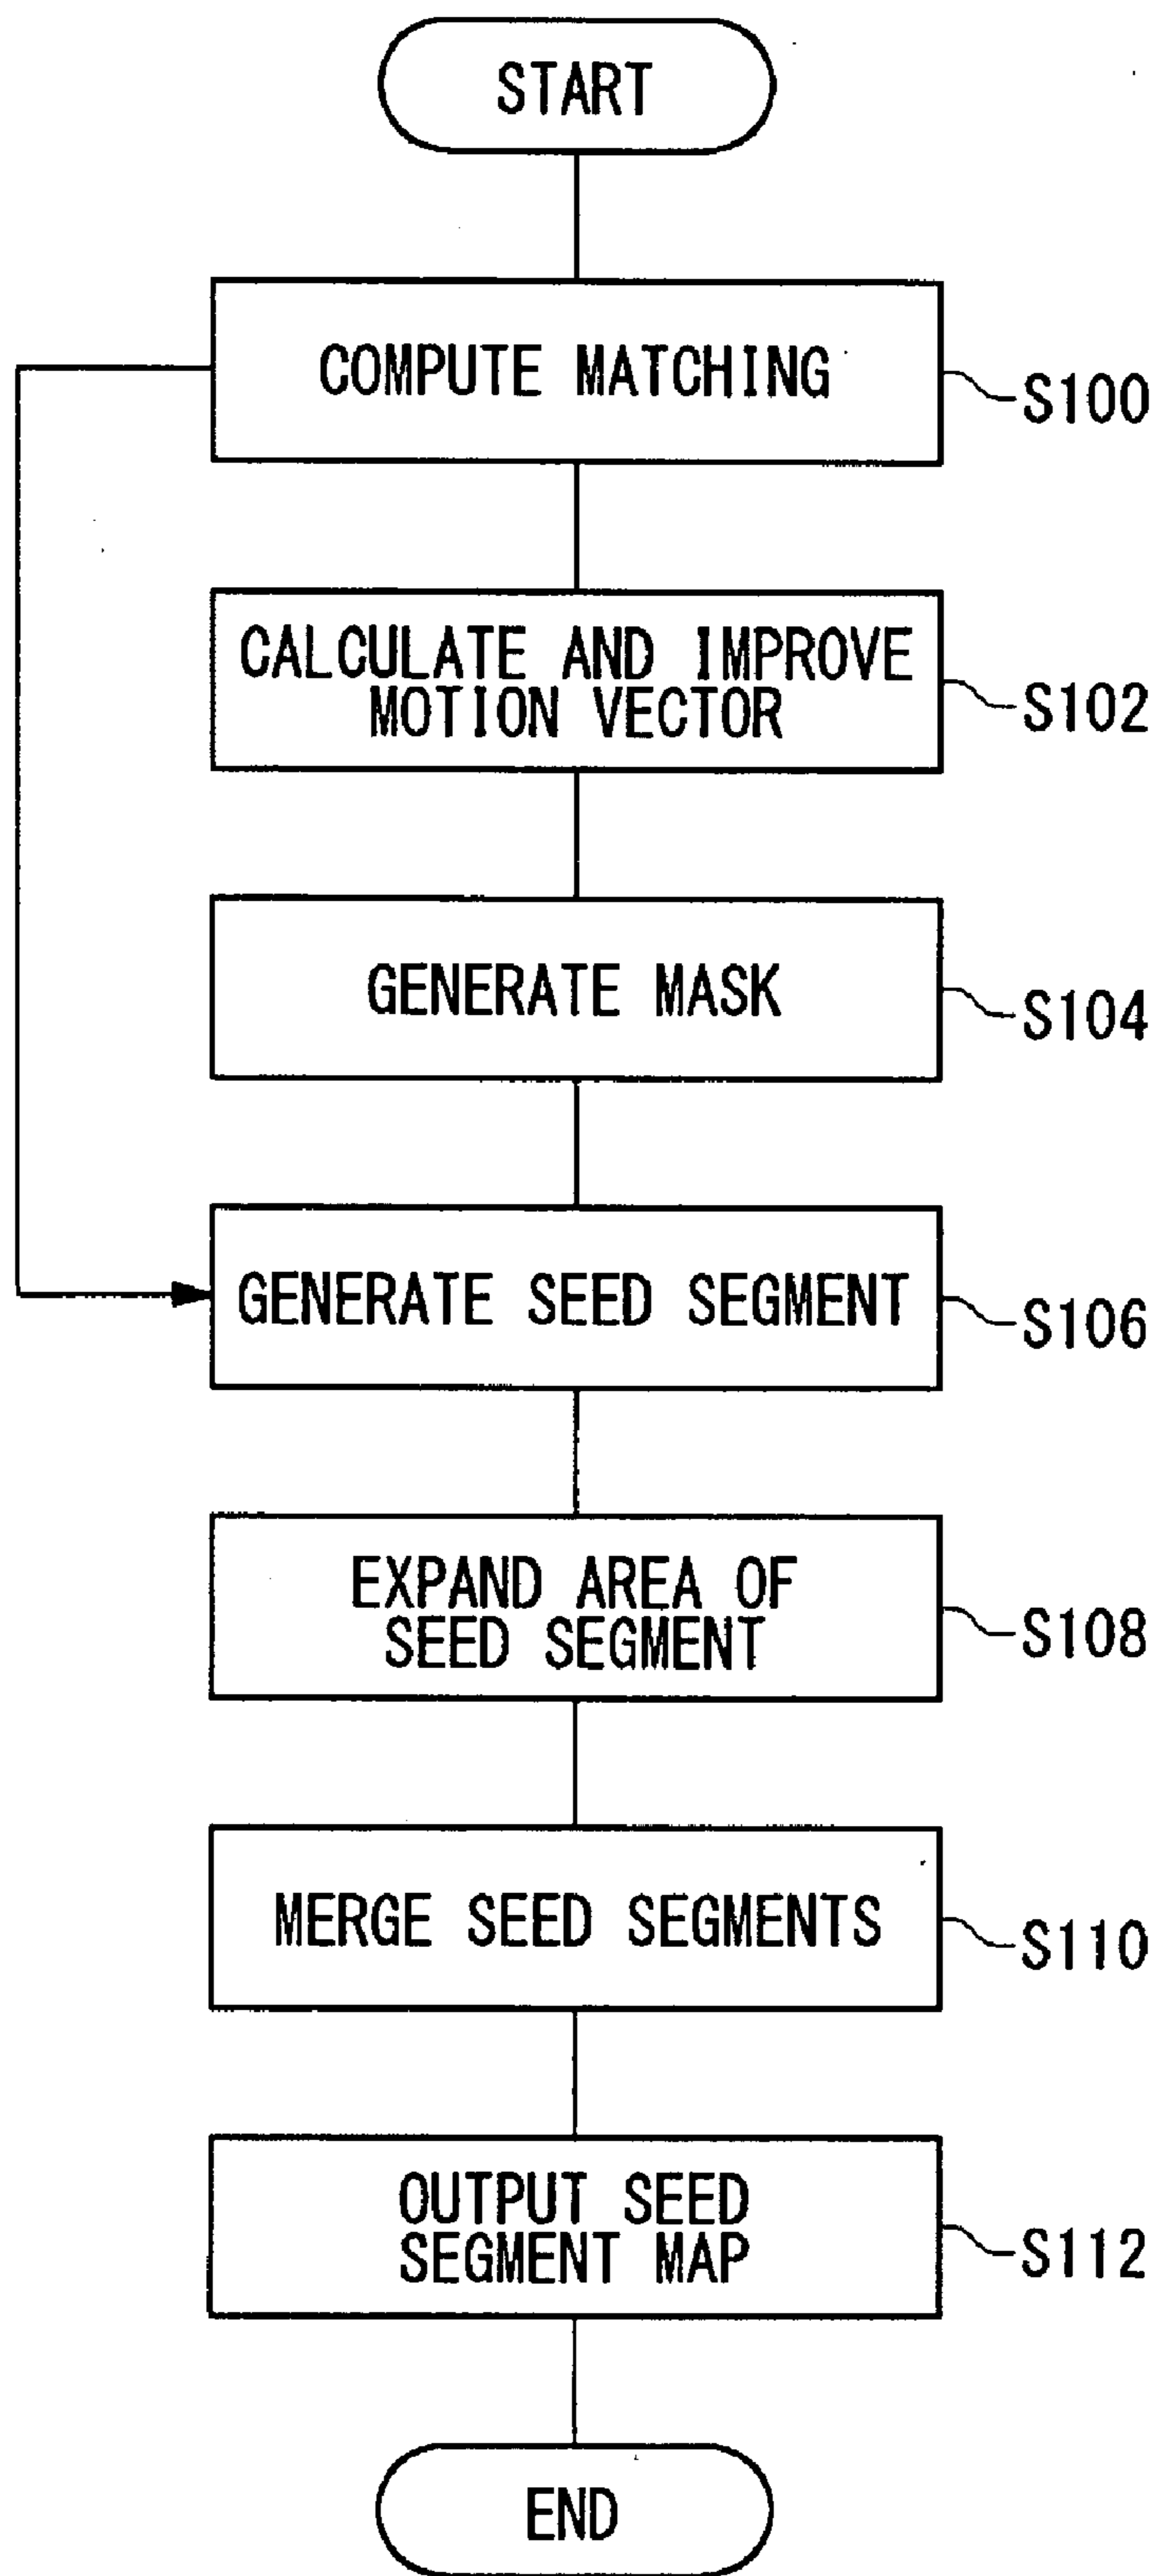 START
COMPUTE MATCHING
S100
CALCULATE AND IMPROVE
MOTION VECTOR
S102
GENERATE MASK
S104
GENERATE SEED SEGMENT
S106
EXPAND AREA OF
SEED SEGMENT
S108
MERGE SEED SEGMENTS
S110
OUTPUT SEED
SEGMENT MAP
S112
END